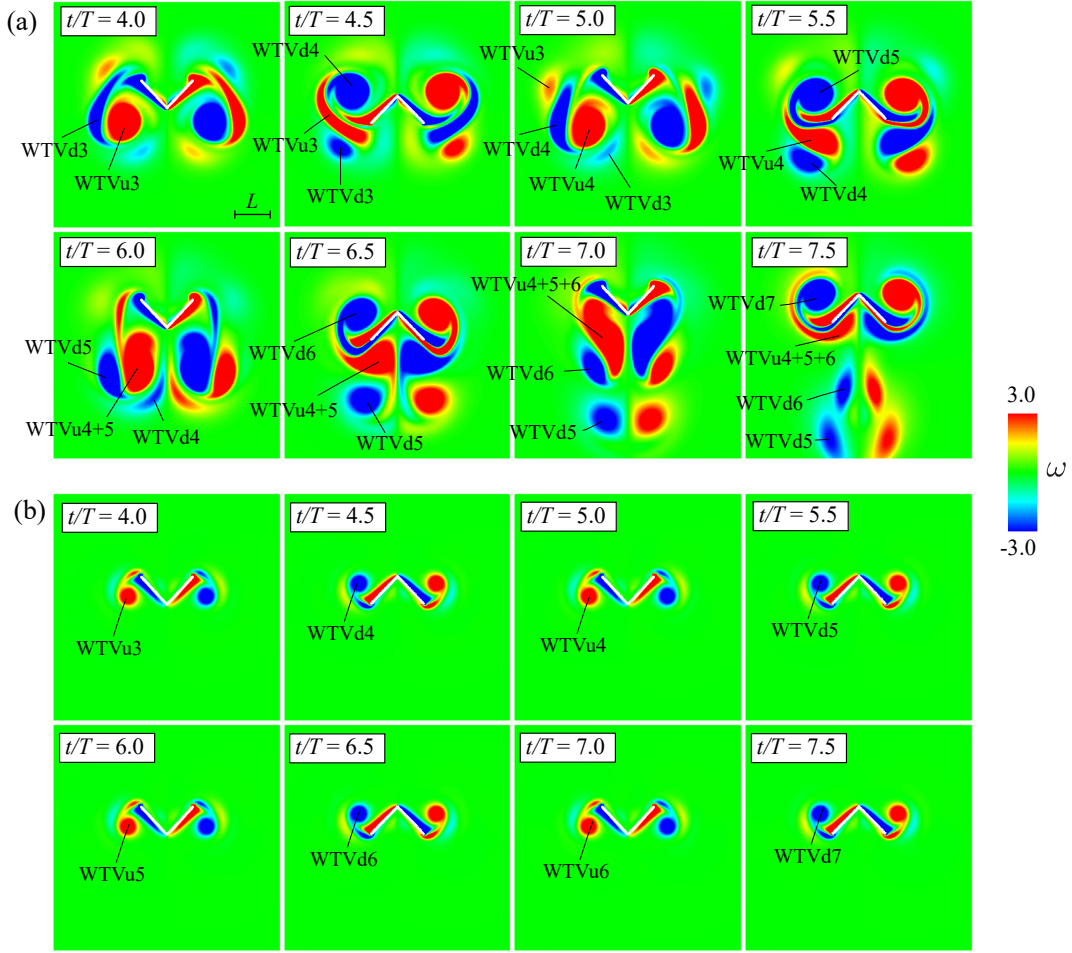 (a)
t/T = 4.0
t/T = 4.5
t/T = 5.0
t/T = 5.5
WTVd3
WTVu3
L
WTVd4
WTVu3
WTVd3
WTVu3
WTVd4
WTVu4
WTVd3
WTVd5
WTVu4
WTVd4
t/T = 6.0
t/T = 6.5
t/T = 7.0
t/T = 7.5
WTVd5
WTVu4+5
WTVd4
WTVd6
WTVu4+5
WTVd5
WTVu4+5+6
WTVd6
WTVd5
WTVd7
WTVu4+5+6
WTVd6
WTVd5
3.0
ω
-3.0
(b)
t/T = 4.0
t/T = 4.5
t/T = 5.0
t/T = 5.5
WTVu3
WTVd4
WTVu4
WTVd5
t/T = 6.0
t/T = 6.5
t/T = 7.0
t/T = 7.5
WTVu5
WTVd6
WTVu6
WTVd7